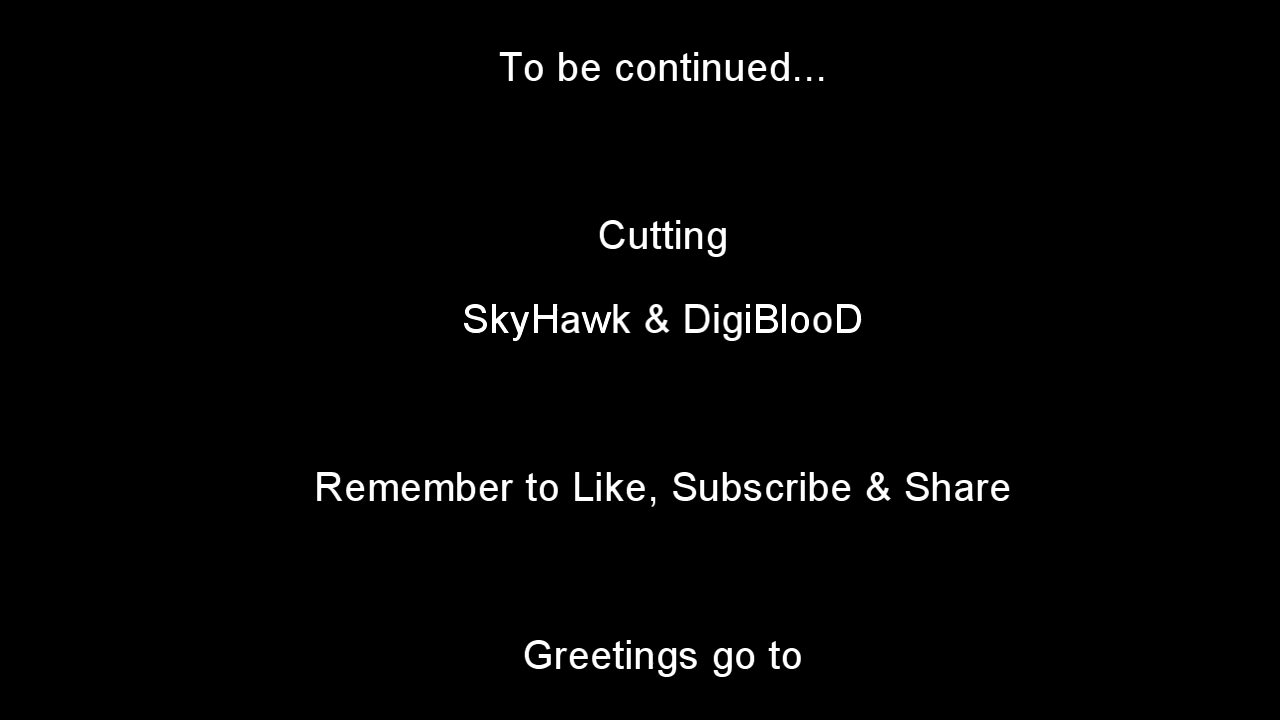 To be continued...
Cutting
SkyHawk & DigiBlooD
Remember to Like, Subscribe & Share
Greetings go to